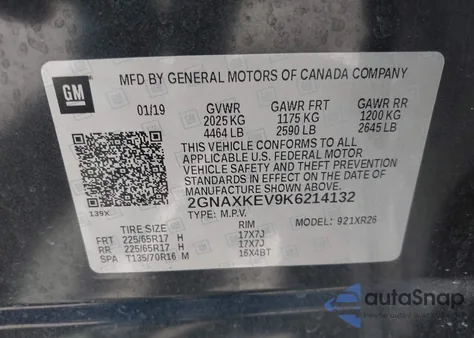 GM
MFD BY GENERAL MOTORS OF CANADA COMPANY
01/19 GVWR GAWR FRT GAWR RR
2025 KG 1175 KG 1200 KG
4464 LB 2590 LB 2645 LB
THIS VEHICLE CONFORMS TO ALL
APPLICABLE U.S. FEDERAL MOTOR
VEHICLE SAFETY AND THEFT PREVENTION
STANDARDS IN EFFECT ON THE DATE OF
MANUFACTURE SHOWN ABOVE.
139X
2GNAXKEV9K6214132
TYPE: M.P.V. MODEL: 921XR26
TIRE SIZE RIM
FRT 225/65R17 H 17X7J
RR 225/65R17 H 17X7J
SPA T135/70R16 M 16X4BT
autoSnap